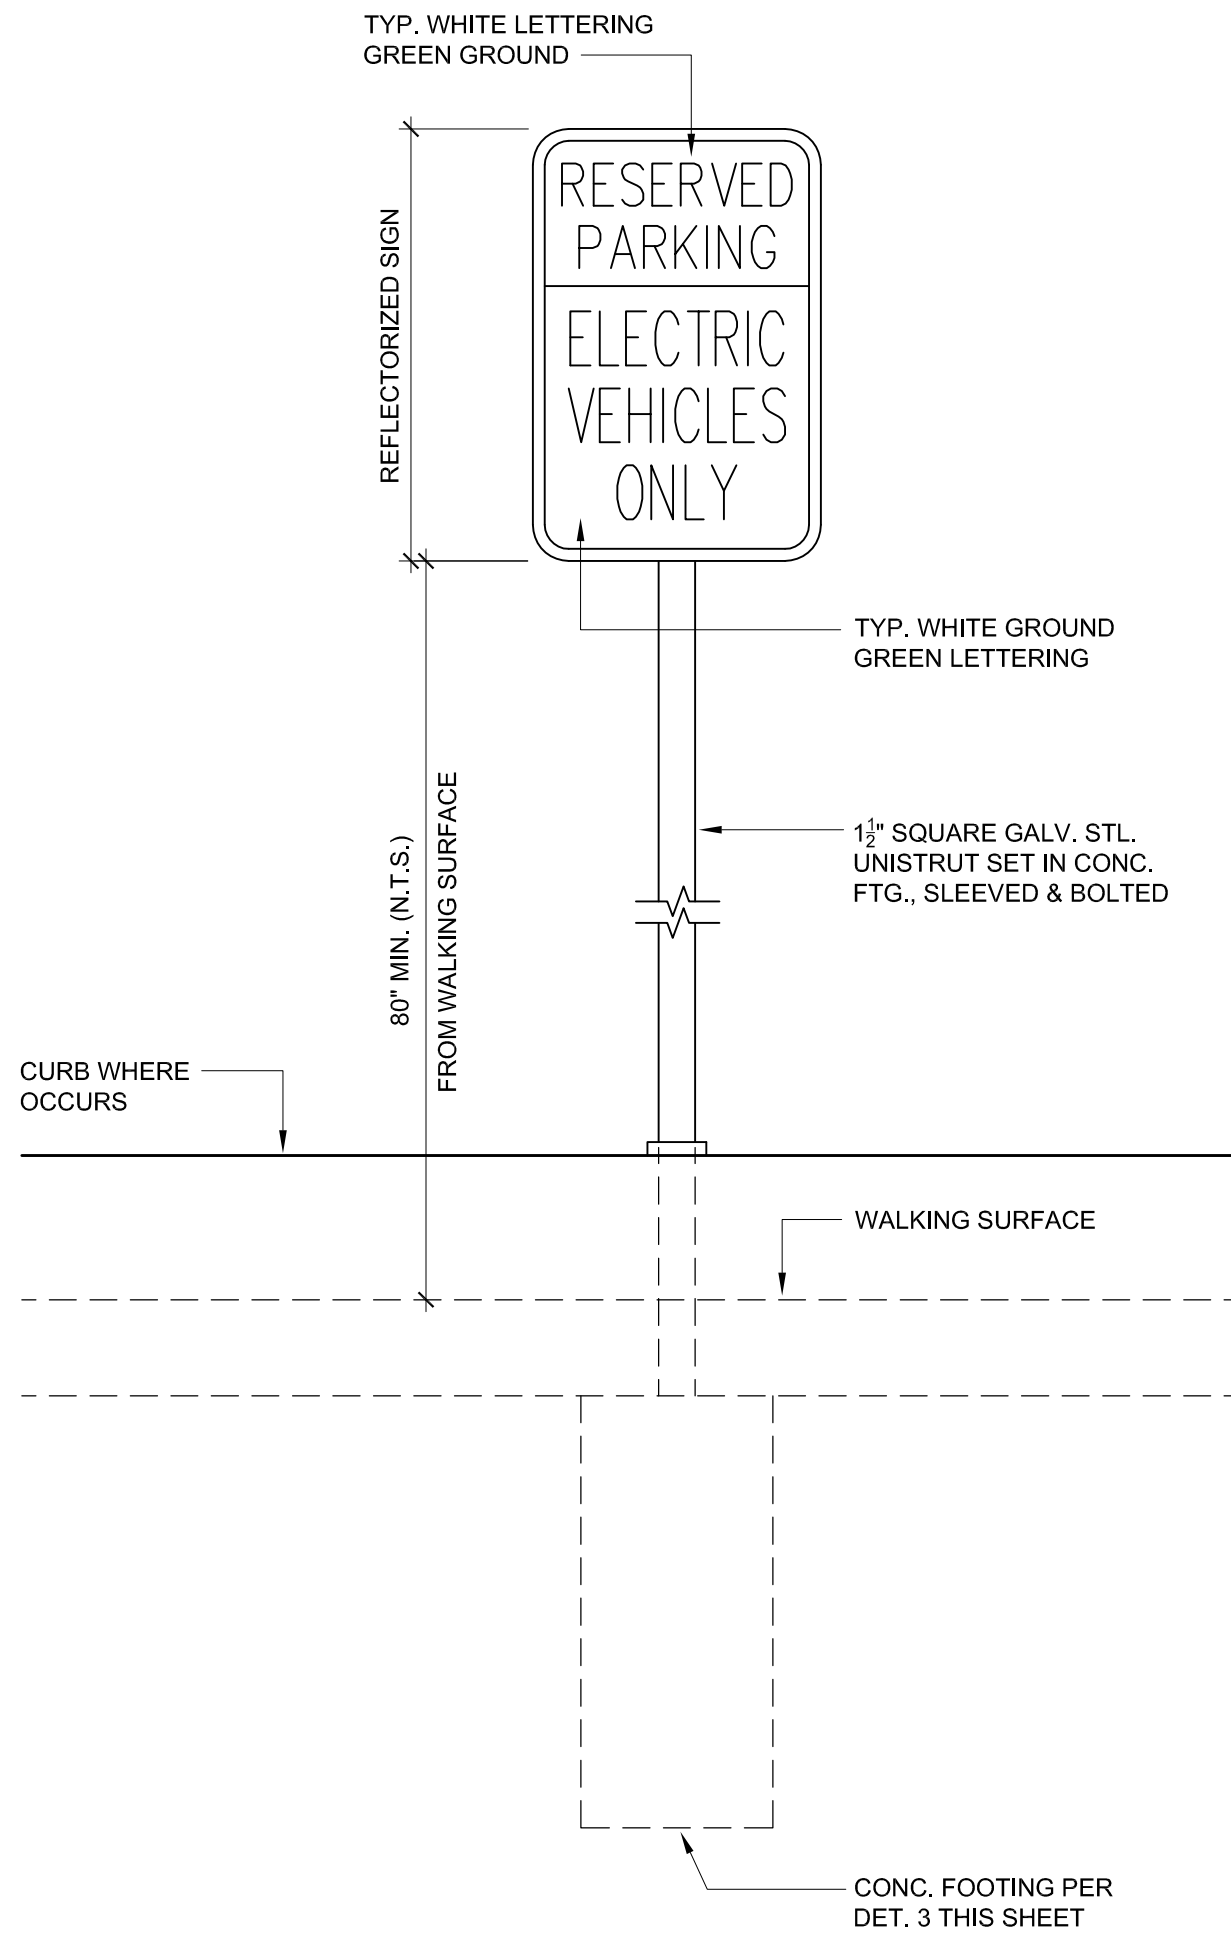 TYP. WHITE LETTERING
GREEN GROUND
RESERVED
PARKING
ELECTRIC
VEHICLES
ONLY
REFLECTORIZED SIGN
TYP. WHITE GROUND
GREEN LETTERING
1½" SQUARE GALV. STL.
UNISTRUT SET IN CONC.
FTG., SLEEVED & BOLTED
80" MIN. (N.T.S.)
FROM WALKING SURFACE
CURB WHERE
OCCURS
WALKING SURFACE
CONC. FOOTING PER
DET. 3 THIS SHEET